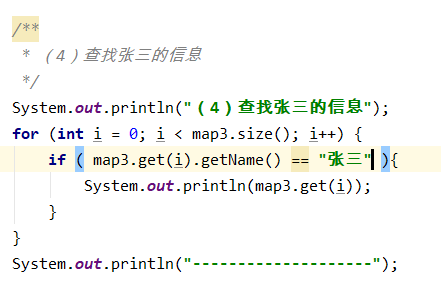 /**
 * （4）查找张三的信息
 */
System.out.println("（4）查找张三的信息");
for (int i = 0; i < map3.size(); i++) {
    if ( map3.get(i).getName() == "张三" ){
        System.out.println(map3.get(i));
    }
}
System.out.println("--------------------");